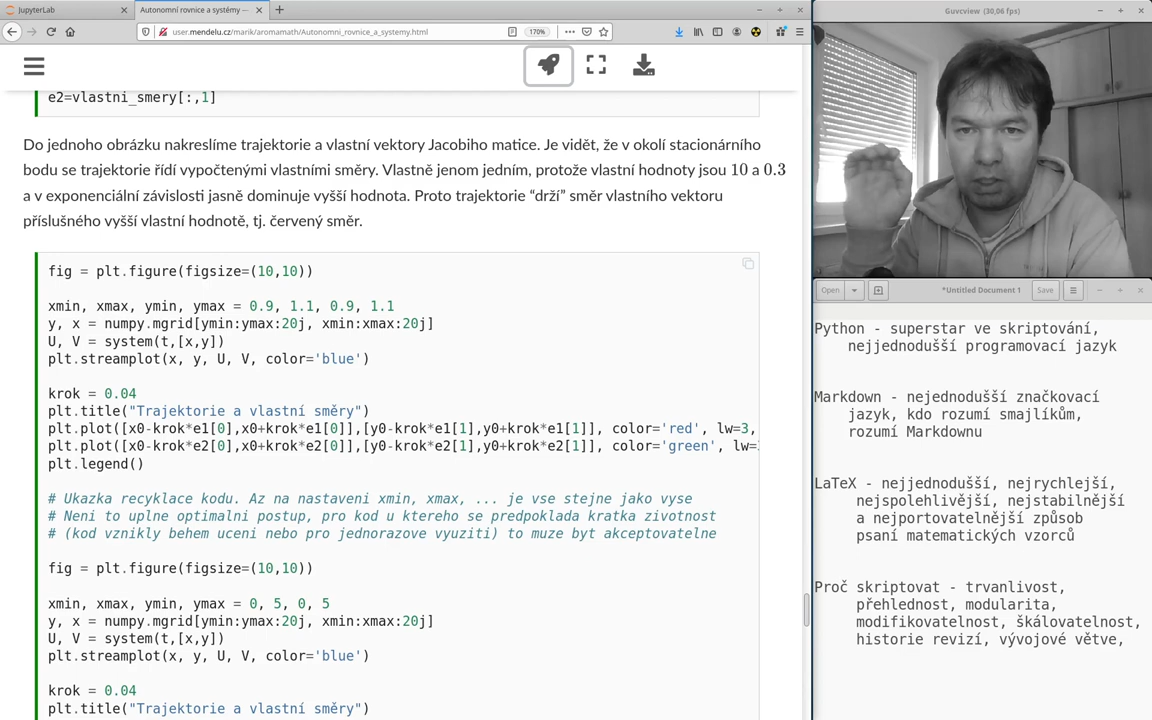 JupyterLab
Autonomní rovnice a systémy —
Guvcview (30,06 fps)
user.mendelu.cz/marik/aromamath/Autonomni_rovnice_a_systemy.html
170%
e2=vlastni_smery[:,1]
Do jednoho obrázku nakreslíme trajektorie a vlastní vektory Jacobiho matice. Je vidět, že v okolí stacionárního
bodu se trajektorie řídí vypočtenými vlastními směry. Vlastně jenom jedním, protože vlastní hodnoty jsou 10 a 0.3
a v exponenciální závislosti jasně dominuje vyšší hodnota. Proto trajektorie “drží” směr vlastního vektoru
příslušného vyšší vlastní hodnotě, tj. červený směr.
fig = plt.figure(figsize=(10,10))
xmin, xmax, ymin, ymax = 0.9, 1.1, 0.9, 1.1
y, x = numpy.mgrid[ymin:ymax:20j, xmin:xmax:20j]
U, V = system(t,[x,y])
plt.streamplot(x, y, U, V, color='blue')
krok = 0.04
plt.title("Trajektorie a vlastní směry")
plt.plot([x0-krok*e1[0],x0+krok*e1[0]],[y0-krok*e1[1],y0+krok*e1[1]], color='red', lw=3,
plt.plot([x0-krok*e2[0],x0+krok*e2[0]],[y0-krok*e2[1],y0+krok*e2[1]], color='green', lw=
plt.legend()
# Ukazka recyklace kodu. Az na nastaveni xmin, xmax, ... je vse stejne jako vyse
# Neni to uplne optimalni postup, pro kod u ktereho se predpoklada kratka zivotnost
# (kod vznikly behem uceni nebo pro jednorazove vyuziti) to muze byt akceptovatelne
fig = plt.figure(figsize=(10,10))
xmin, xmax, ymin, ymax = 0, 5, 0, 5
y, x = numpy.mgrid[ymin:ymax:20j, xmin:xmax:20j]
U, V = system(t,[x,y])
plt.streamplot(x, y, U, V, color='blue')
krok = 0.04
plt.title("Trajektorie a vlastní směry")
Open
*Untitled Document 1
Save
Python - superstar ve skriptování,
nejjednodušší programovací jazyk
Markdown - nejednodušší značkovací
jazyk, kdo rozumí smajlíkům,
rozumí Markdownu
LaTeX - nejjednodušší, nejrychlejší,
nejspolehlivější, nejstabilnější
a nejportovatelnější způsob
psaní matematických vzorců
Proč skriptovat - trvanlivost,
přehlednost, modularita,
modifikovatelnost, škálovatelnost,
historie revizí, vývojové větve,